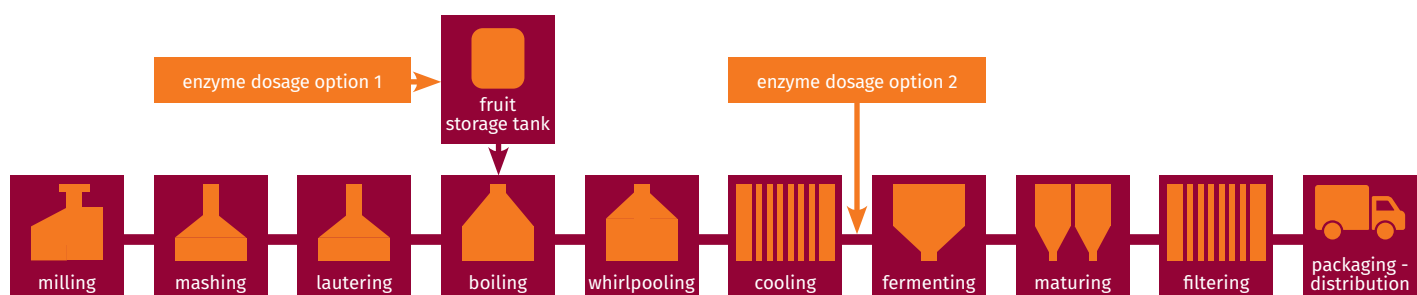 enzyme dosage option 1
fruit
storage tank
enzyme dosage option 2
milling
mashing
lautering
boiling
whirlpooling
cooling
fermenting
maturing
filtering
packaging -
distribution